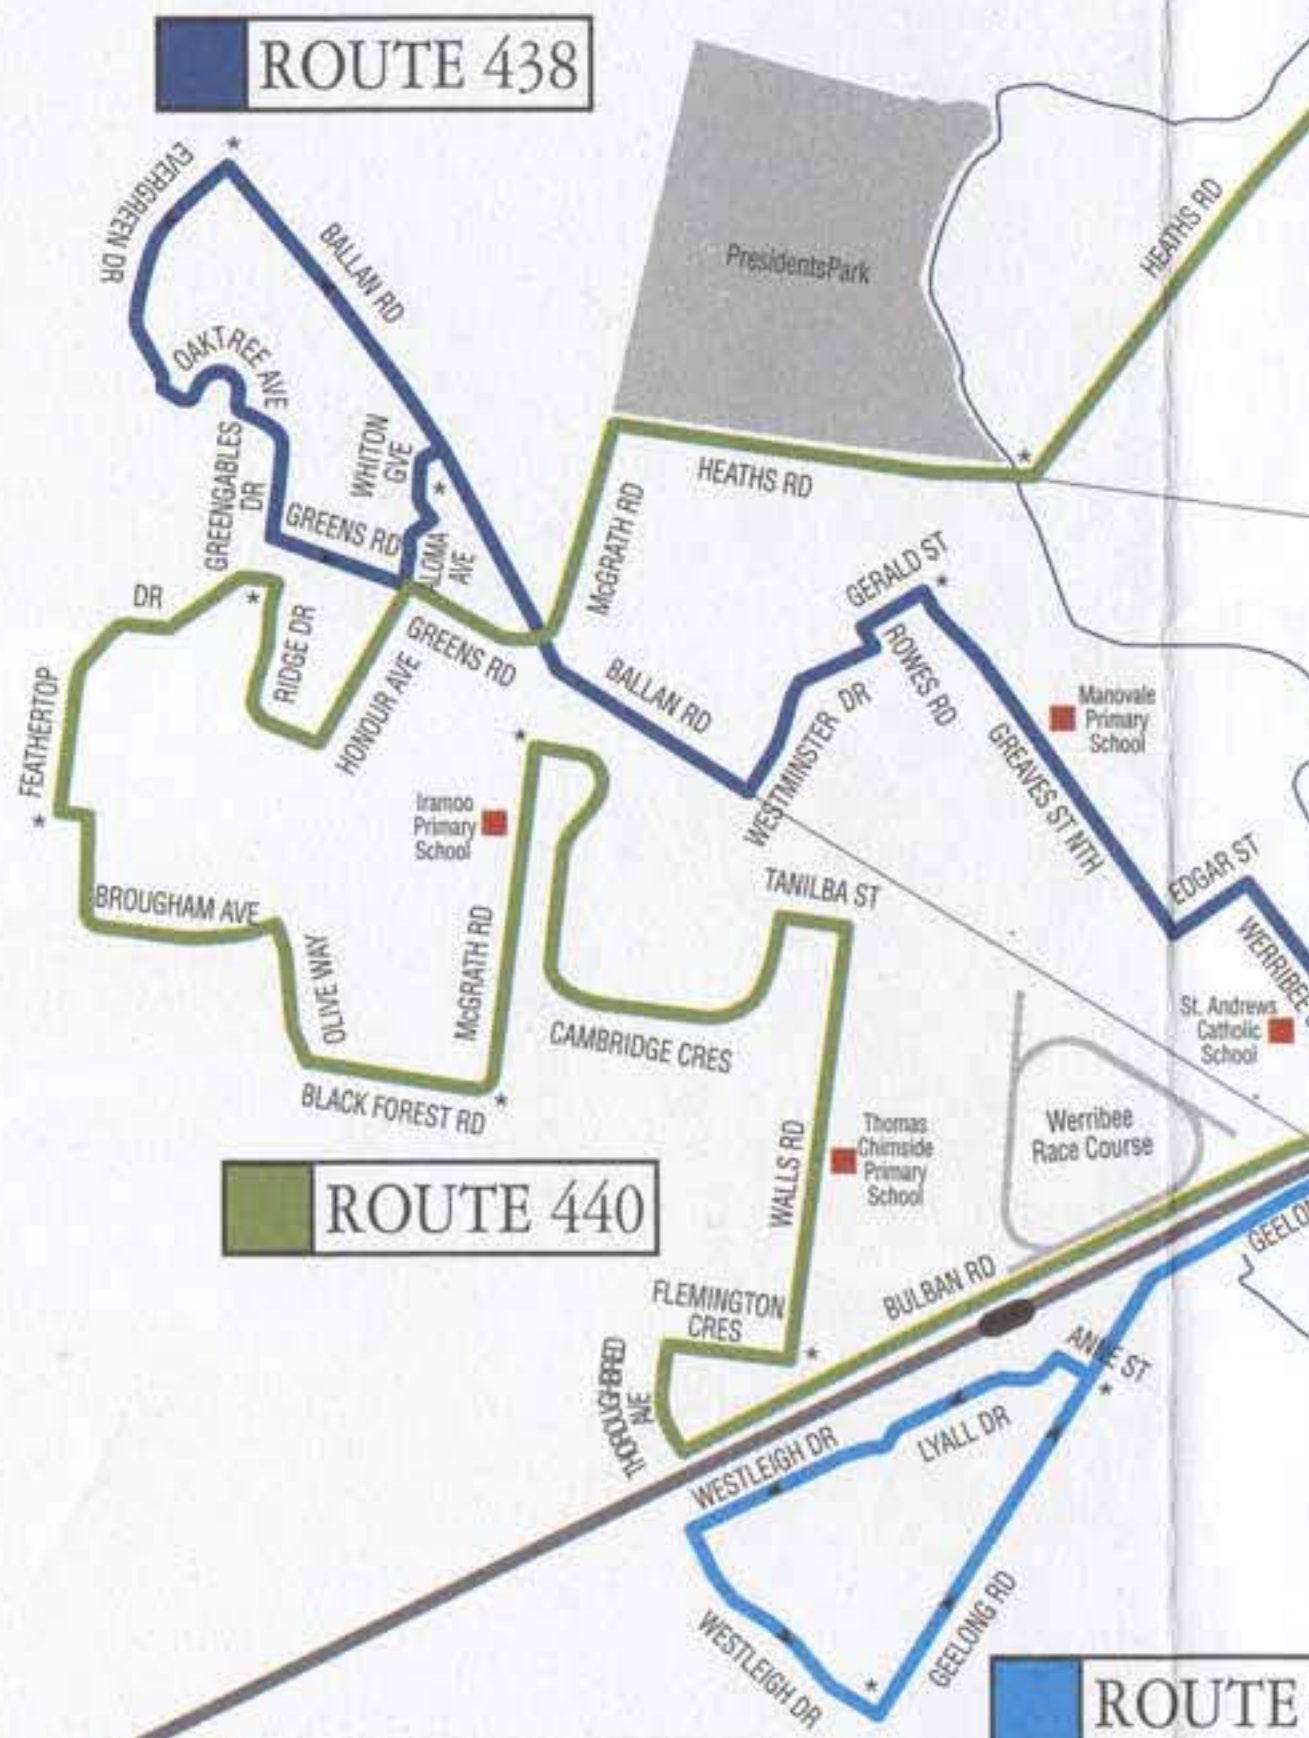 ROUTE 438
EVERGREEN DR
BALLAN RD
PresidentsPark
HEATHS RD
OAKTREE AVE
WHITON
GVE
GREENGABLES
DR
GREENS RD
ALOMA
AVE
HEATHS RD
McGRATH RD
GERALD ST
DR
RIDGE DR
GREENS RD
HONOUR AVE
BALLAN RD
ROWES RD
WESTMINSTER DR
Manovale
Primary
School
FEATHERTOP
GREAVES ST NTH
Iramoo
Primary
School
EDGAR ST
TANILBA ST
BROUGHAM AVE
OLIVE WAY
McGRATH RD
WERRIBEE
CAMBRIDGE CRES
St. Andrews
Catholic
School
BLACK FOREST RD
Werribee
Race Course
Thomas
Chirnside
Primary
School
WALLS RD
ROUTE 440
BULBAN RD
GEELO
FLEMINGTON
CRES
THOROUGHBRED
AVE
ANNE ST
LYALL DR
WESTLEIGH DR
WESTLEIGH DR
GEELONG RD
ROUTE